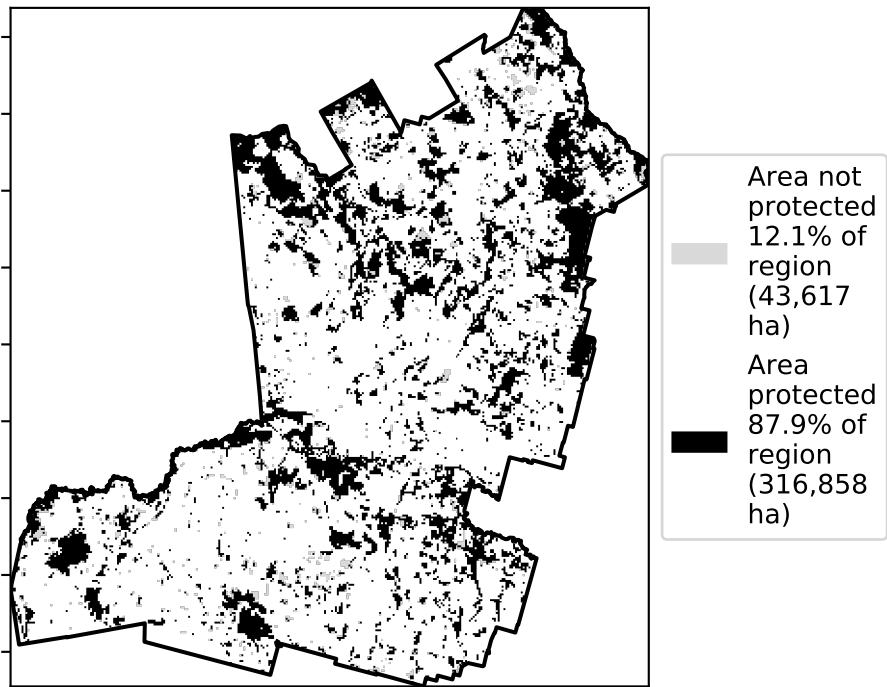 Area not
protected
12.1% of
region
(43,617
ha)
Area
protected
87.9% of
region
(316,858
ha)